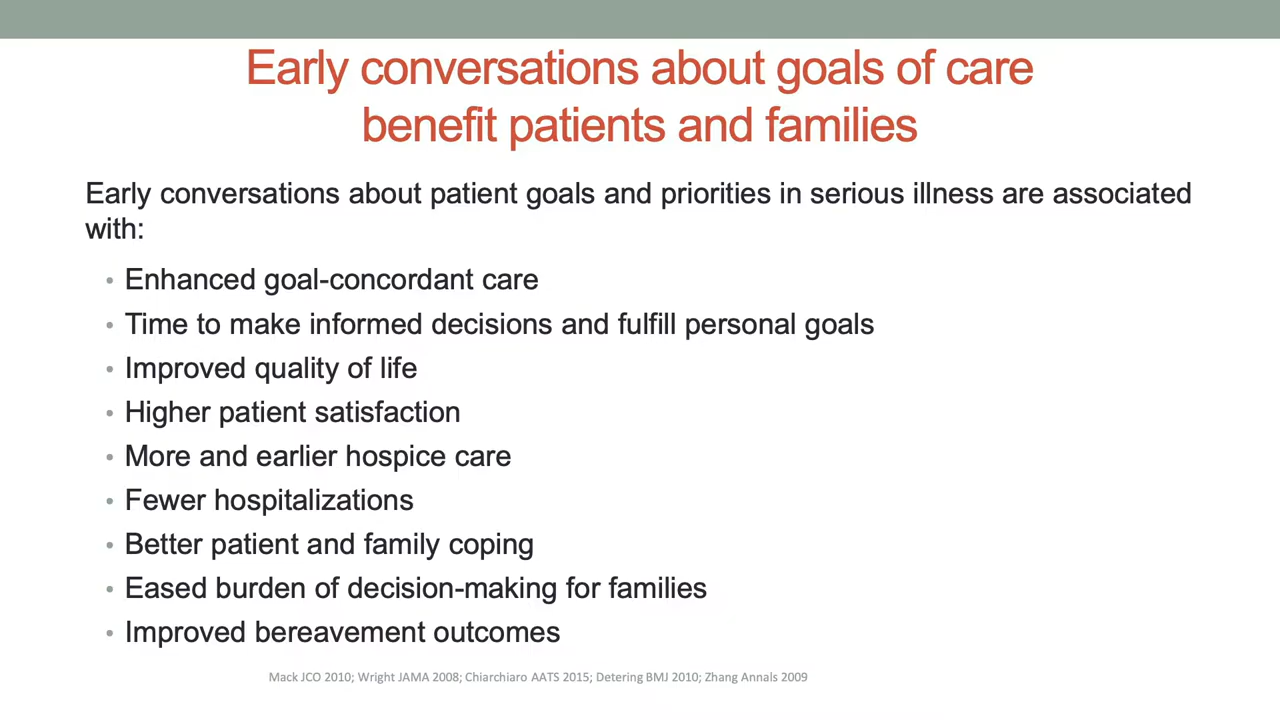 Early conversations about goals of care
benefit patients and families
Early conversations about patient goals and priorities in serious illness are associated
with:
• Enhanced goal-concordant care
• Time to make informed decisions and fulfill personal goals
• Improved quality of life
• Higher patient satisfaction
• More and earlier hospice care
• Fewer hospitalizations
• Better patient and family coping
• Eased burden of decision-making for families
• Improved bereavement outcomes
Mack JCO 2010; Wright JAMA 2008; Chiarchiaro AATS 2015; Detering BMJ 2010; Zhang Annals 2009